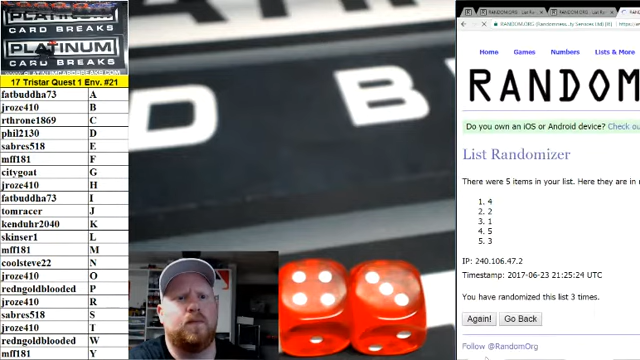 PLATINUM
CARD BREAKS
PLATINUM
CARD BREAKS
WWW.PLATINUMCARDBREAKS.COM
17 Tristar Quest 1 Env. #21
fatbuddha73 A
jroze410 B
rthrone1869 C
phil2130 D
sabres518 E
mff181 F
citygoat G
jroze410 H
fatbuddha73 I
tomracer J
kenduhr2040 K
skinser1 L
mff181 M
coolsteve22 N
jroze410 O
redngoldblooded P
jroze410 R
sabres518 S
jroze410 T
redngoldblooded W
mff181 Y
D B
Home Games Numbers Lists & More
RANDOM
Do you own an iOS or Android device? Check ou
List Randomizer
There were 5 items in your list. Here they are in
1. 4
2. 2
3. 1
4. 5
5. 3
IP: 240.106.47.2
Timestamp: 2017-06-23 21:25:24 UTC
You have randomized this list 3 times.
Again! Go Back
Follow @RandomOrg